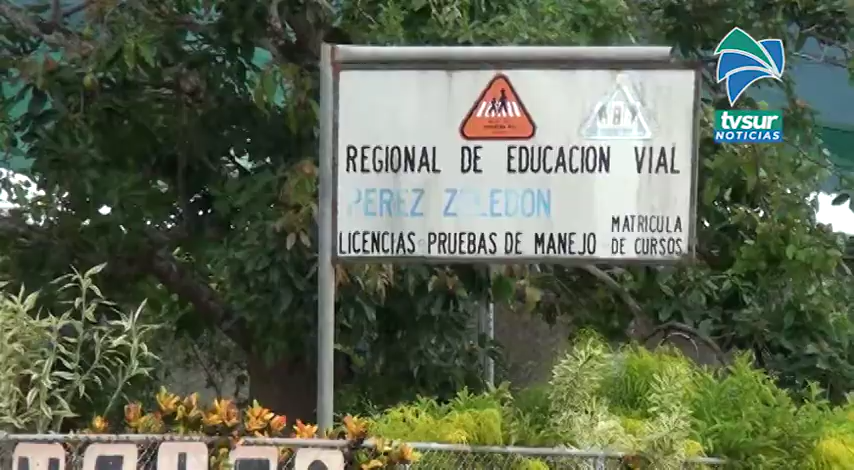 tvsur
NOTICIAS
REGIONAL DE EDUCACION VIAL
PEREZ ZELEDON
LICENCIAS PRUEBAS DE MANEJO
MATRICULA
DE CURSOS